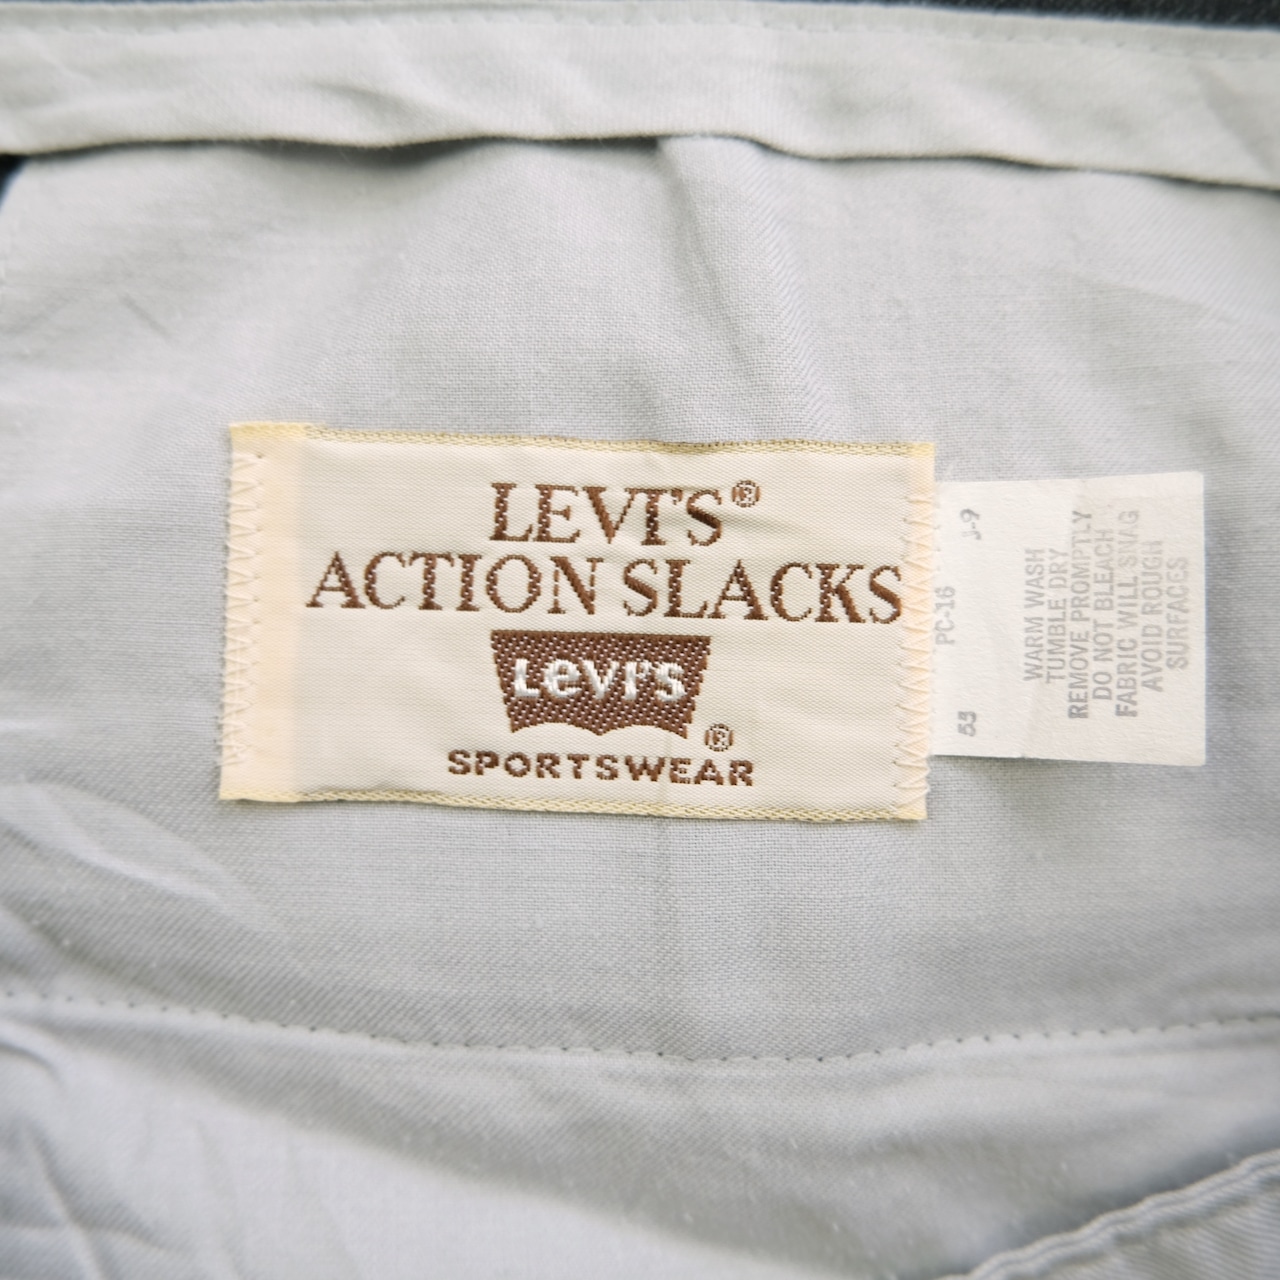 LEVI'S®
ACTION SLACKS
LEVI'S
®
SPORTSWEAR
J-9
PC-16
53
WARM WASH
TUMBLE DRY
REMOVE PROMPTLY
DO NOT BLEACH
FABRIC WILL SNAG
AVOID ROUGH
SURFACES